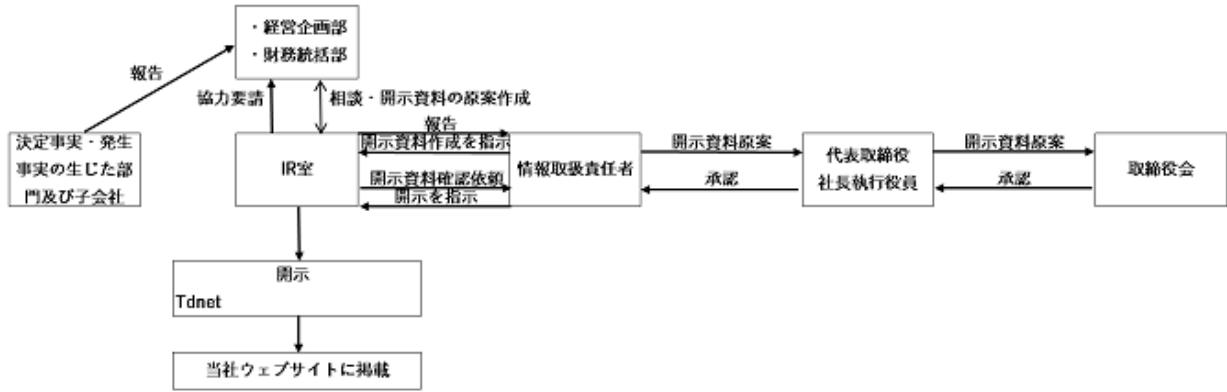 ・経営企画部
・財務統括部
報告
協力要請
相談・開示資料の原案作成
決定事実・発生
事実の生じた部
門及び子会社
IR室
報告
開示資料作成を指示
開示資料確認依頼
開示を指示
情報取扱責任者
開示資料原案
承認
代表取締役
社長執行役員
開示資料原案
承認
取締役会
開示
Tdnet
当社ウェブサイトに掲載